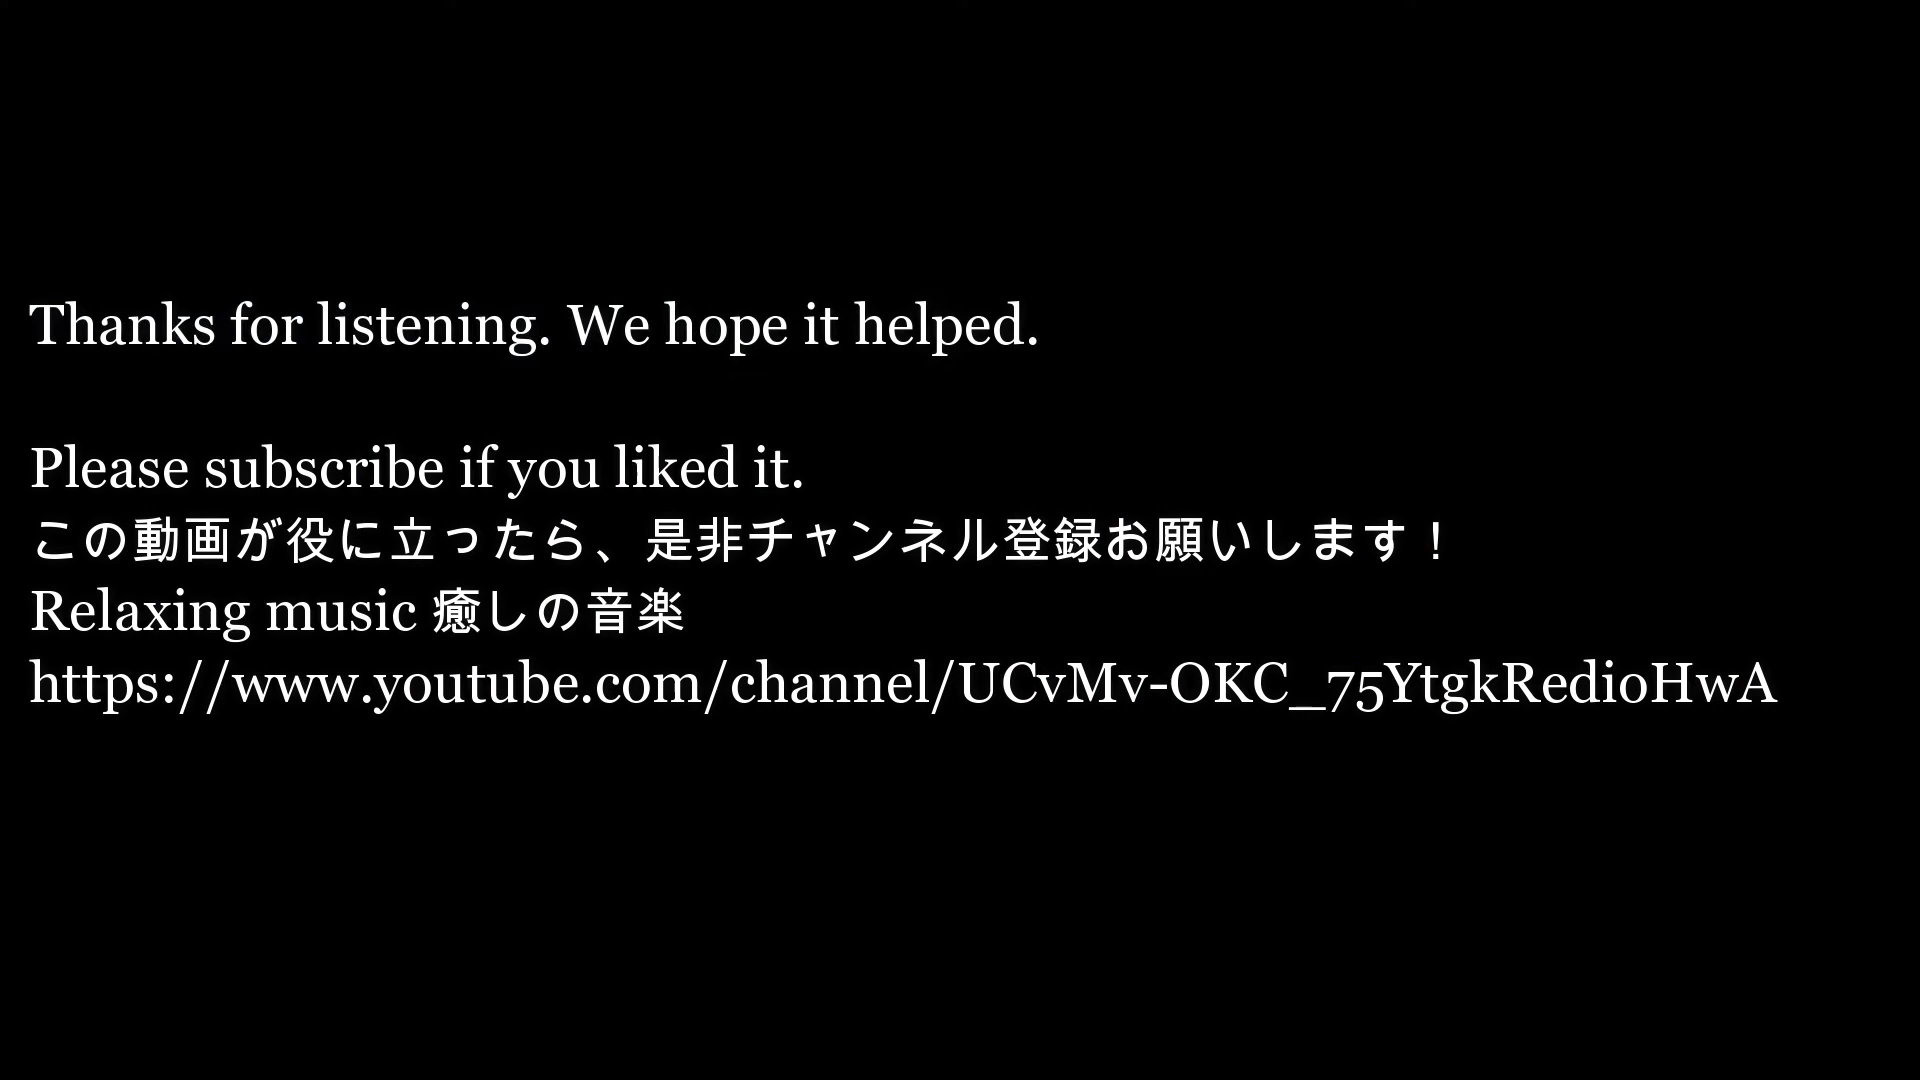 Thanks for listening. We hope it helped.
Please subscribe if you liked it.
この動画が役に立ったら、是非チャンネル登録お願いします！
Relaxing music 癒しの音楽
https://www.youtube.com/channel/UCvMv-OKC_75YtgkRedioHwA